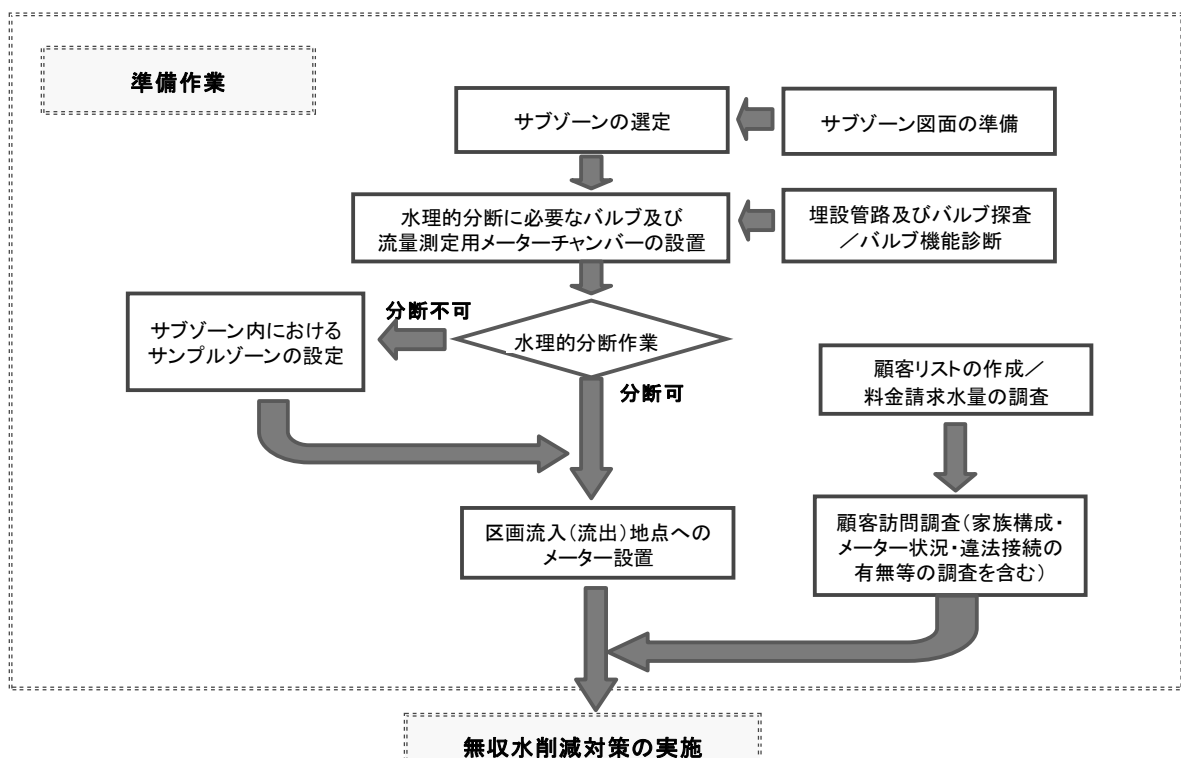 準備作業
サブゾーンの選定
サブゾーン図面の準備
水理的分断に必要なバルブ及び
流量測定用メーターチャンバーの設置
埋設管路及びバルブ探査
／バルブ機能診断
分断不可
サブゾーン内における
サンプルゾーンの設定
水理的分断作業
分断可
顧客リストの作成／
料金請求水量の調査
区画流入(流出)地点への
メーター設置
顧客訪問調査(家族構成・
メーター状況・違法接続の
有無等の調査を含む)
無収水削減対策の実施